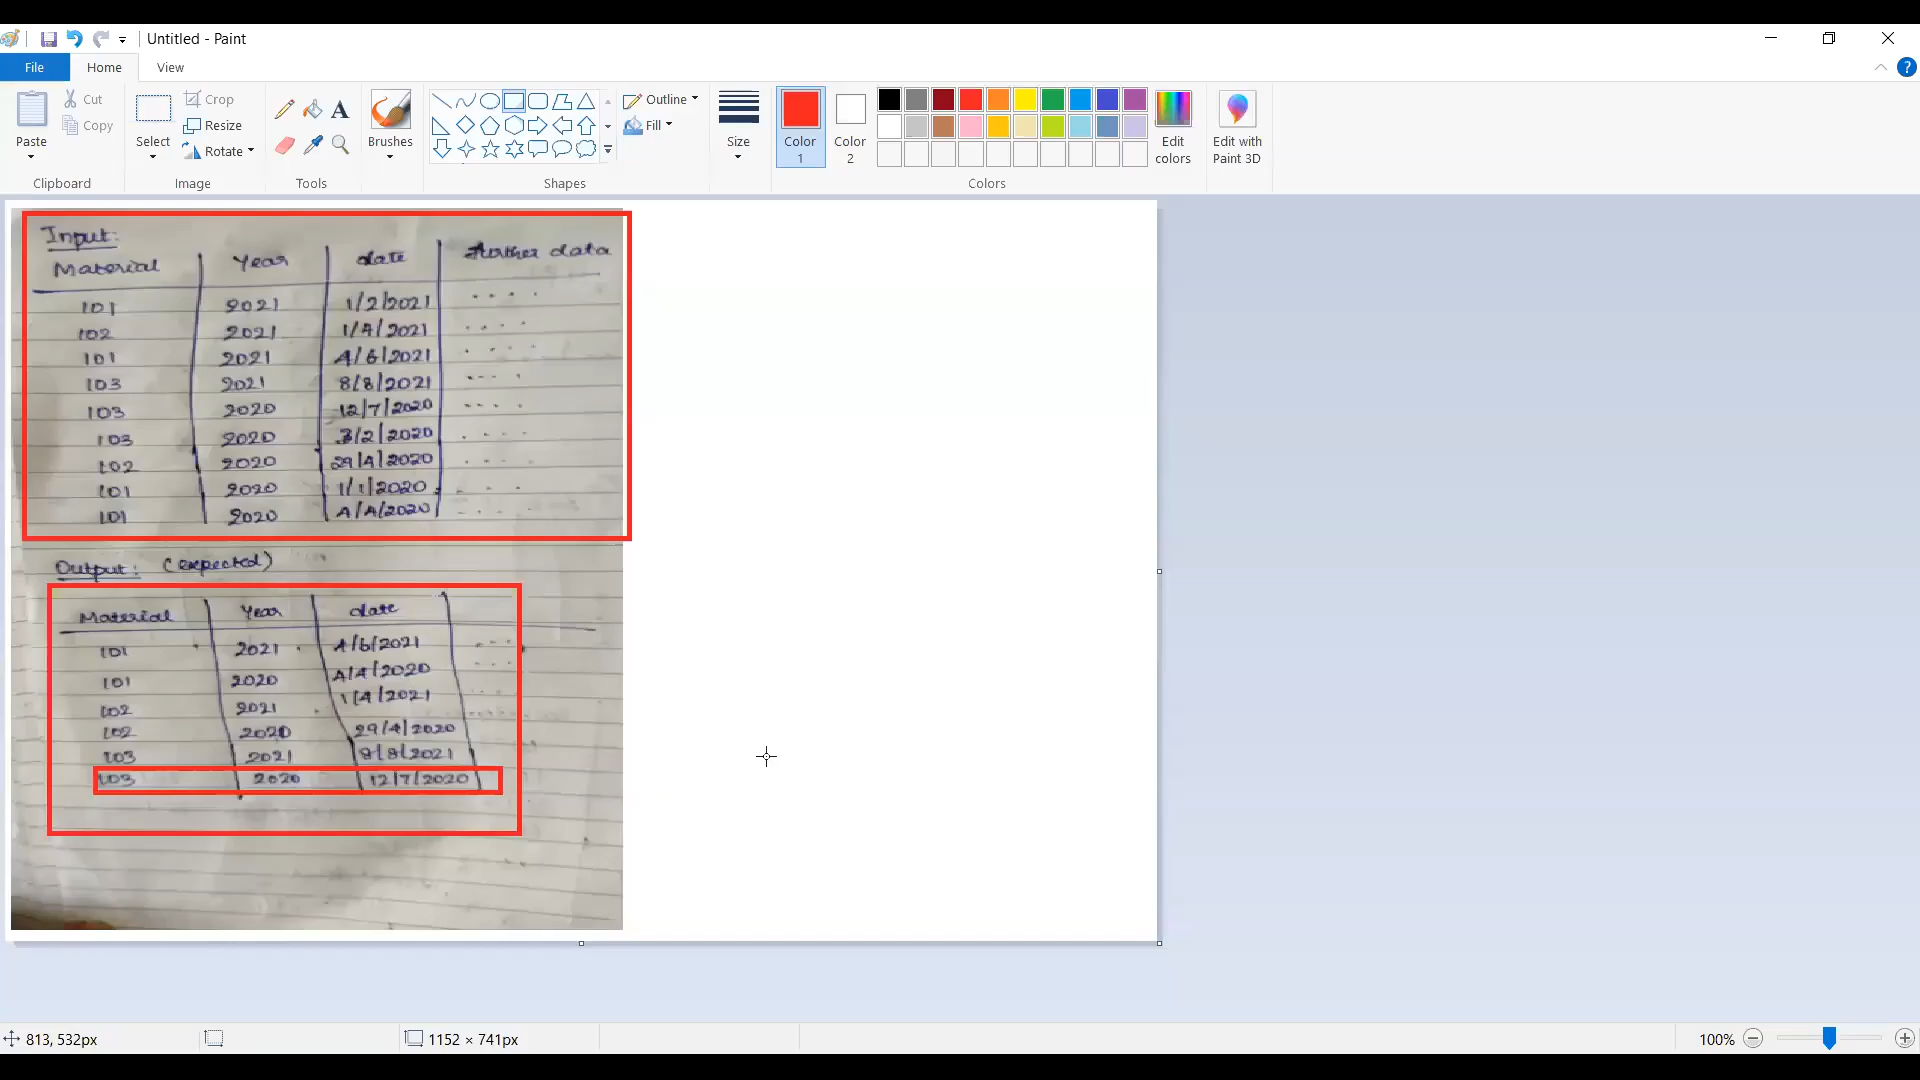 Untitled - Paint
File Home View
Cut
Copy
Paste
Clipboard
Crop
Resize
Rotate
Select
Image
Tools
Brushes
Shapes
Outline
Fill
Size
Color 1
Color 2
Colors
Edit colors
Edit with Paint 3D
Input:
Material Year date further data
101 2021 1/2/2021
102 2021 1/4/2021
101 2021 4/6/2021
103 2021 8/8/2021
103 2020 12/7/2020
103 2020 3/2/2020
102 2020 29/4/2020
101 2020 1/1/2020
101 2020 4/4/2020
Output: (expected)
Material Year date
101 2021 4/6/2021
101 2020 4/4/2020
102 2021 1/4/2021
102 2020 29/4/2020
103 2021 8/8/2021
103 2020 12/7/2020
813, 532px
1152 × 741px
100%